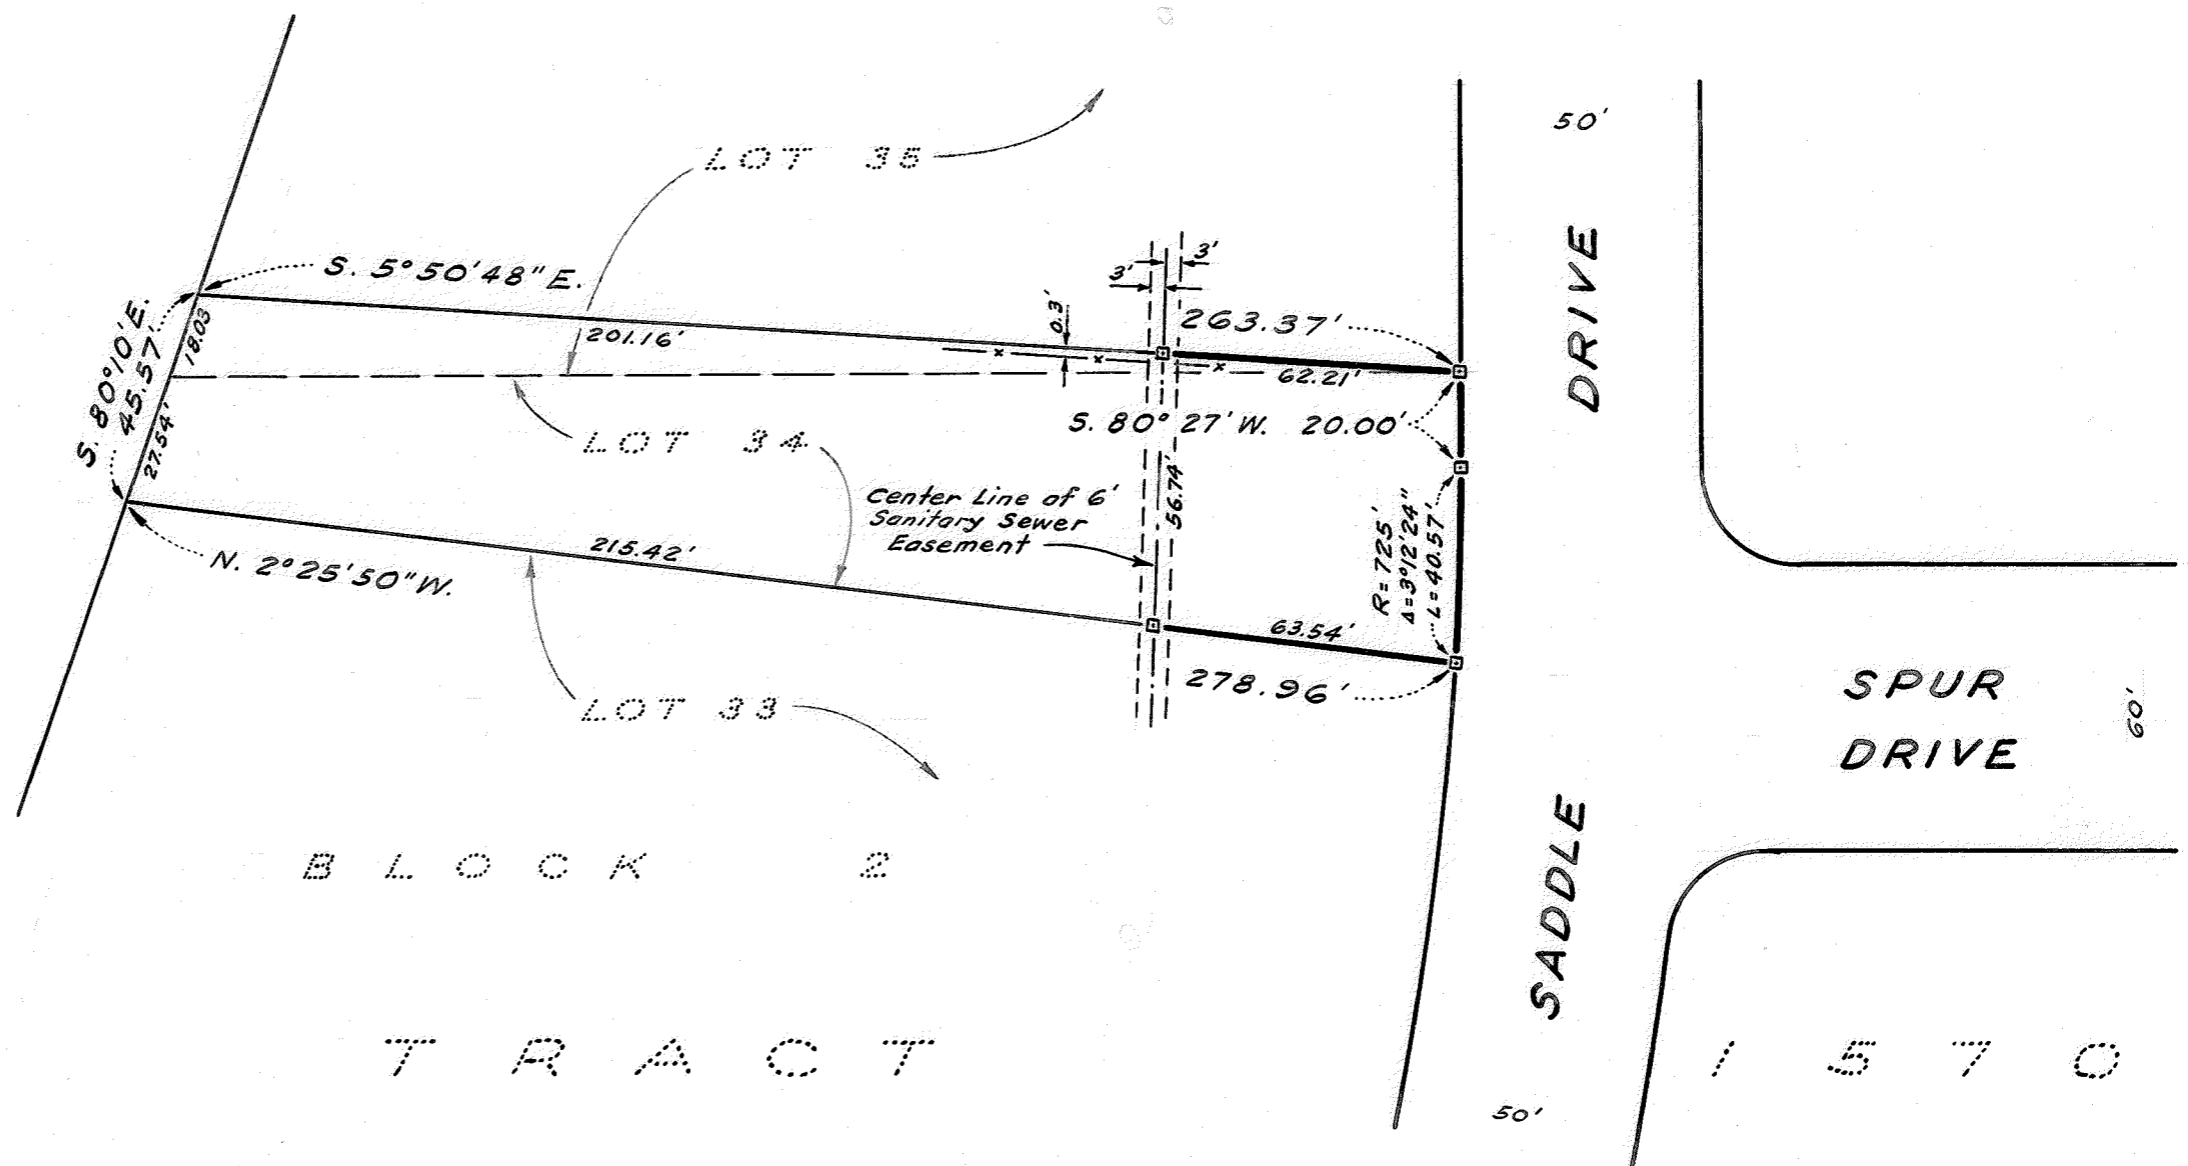 50'
LOT 35
DRIVE
3'
3'
S. 5°50'48"E.
0.3'
263.37'
201.16'
18.03
62.21'
S. 80°10'E.
45.57'
27.54'
S. 80° 27' W. 20.00'
LOT 34
56.74'
Center Line of 6'
Sanitary Sewer
Easement
R=725'
Δ=3°12'24"
L=40.57'
215.42'
N. 2°25'50"W.
63.54'
278.96'
LOT 33
SPUR
DRIVE
60'
SADDLE
BLOCK 2
TRACT 1570
50'